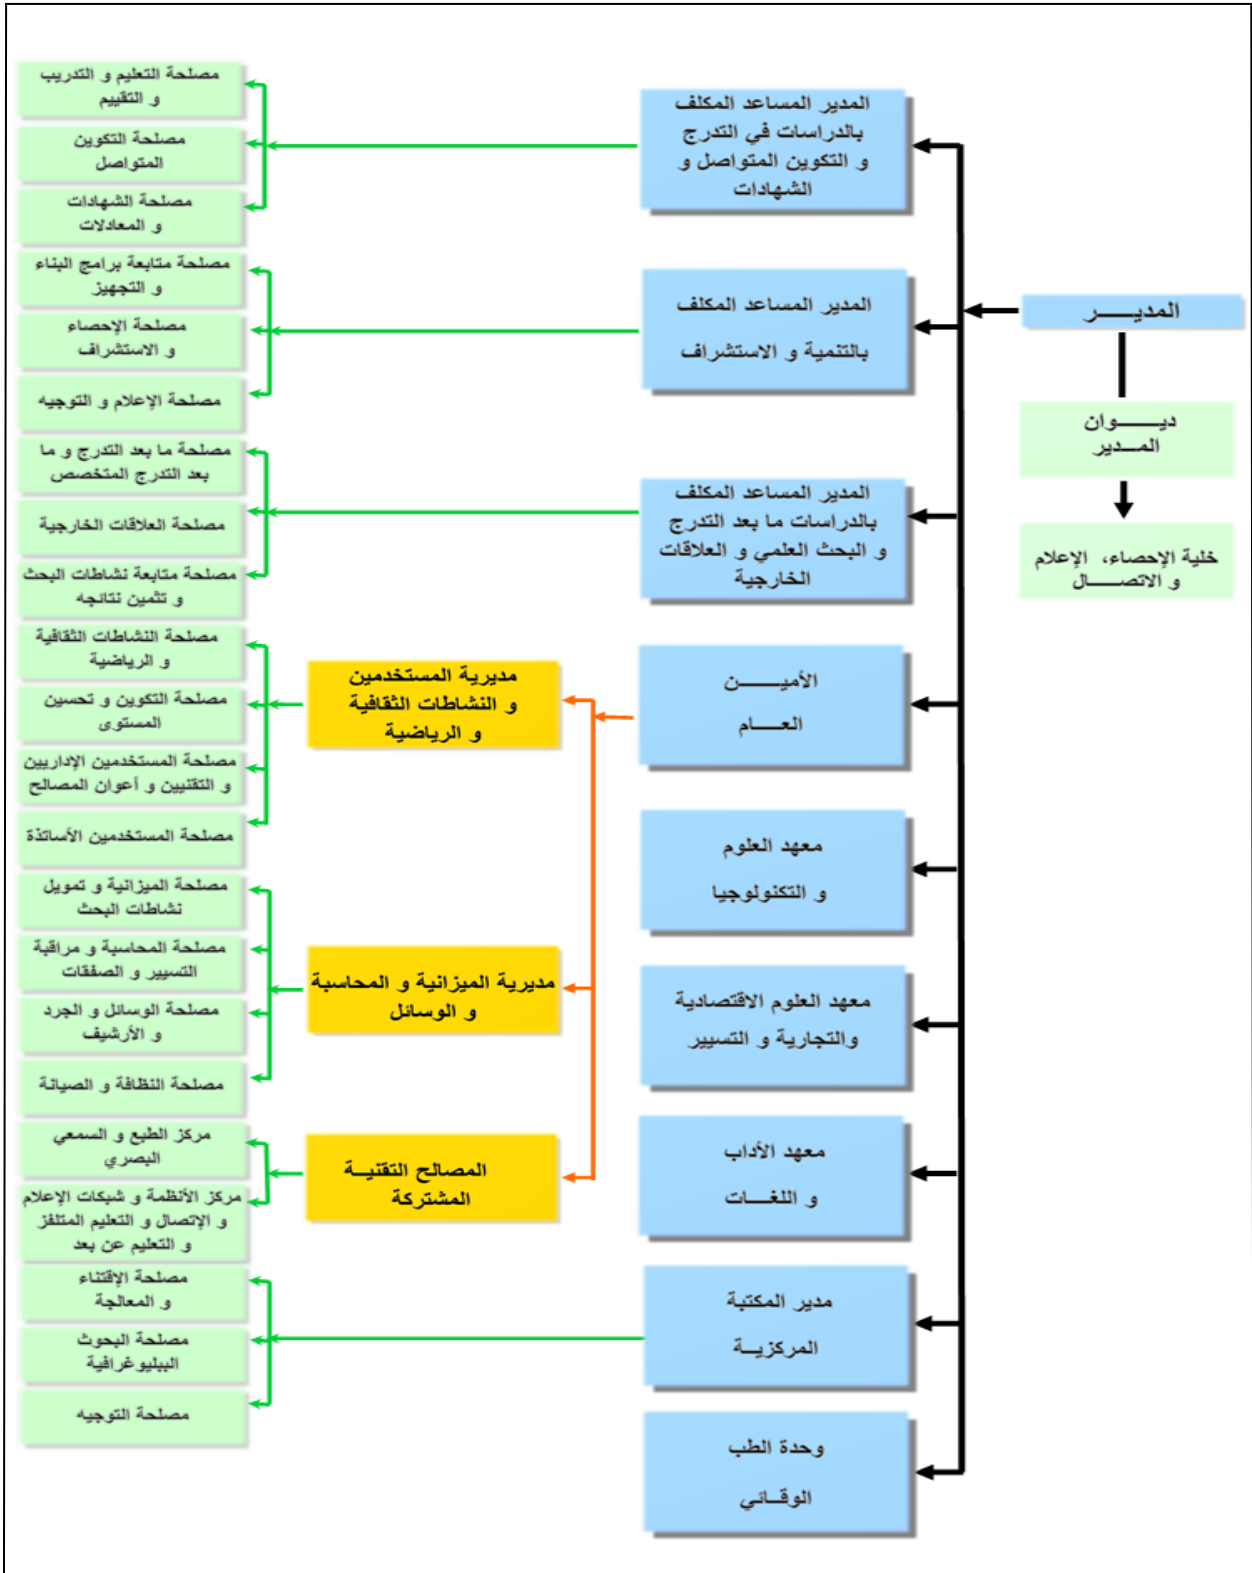 المديـــــر
ديـــــوان
المـــدير
خلية الإحصاء، الإعلام
و الاتصـــــال
المدير المساعد المكلف
بالدراسات في التدرج
و التكوين المتواصل و
الشهادات
مصلحة التعليم و التدريب
و التقييم
مصلحة التكوين
المتواصل
مصلحة الشهادات
و المعادلات
المدير المساعد المكلف
بالتنمية و الاستشراف
مصلحة متابعة برامج البناء
و التجهيز
مصلحة الإحصاء
و الاستشراف
مصلحة الإعلام و التوجيه
المدير المساعد المكلف
بالدراسات ما بعد التدرج
و البحث العلمي و العلاقات
الخارجية
مصلحة ما بعد التدرج و ما
بعد التدرج المتخصص
مصلحة العلاقات الخارجية
مصلحة متابعة نشاطات البحث
و تثمين نتائجه
الأميـــــن
العـــام
مديرية المستخدمين
و النشاطات الثقافية
و الرياضية
مصلحة النشاطات الثقافية
و الرياضية
مصلحة التكوين و تحسين
المستوى
مصلحة المستخدمين الإداريين
و التقنيين و أعوان المصالح
مصلحة المستخدمين الأساتذة
مديرية الميزانية و المحاسبة
و الوسائل
مصلحة الميزانية و تمويل
نشاطات البحث
مصلحة المحاسبة و مراقبة
التسيير و الصفقات
مصلحة الوسائل و الجرد
و الأرشيف
مصلحة النظافة و الصيانة
المصالح التقنيــة
المشتركة
مركز الطبع و السمعي
البصري
مركز الأنظمة و شبكات الإعلام
و الإتصال و التعليم المتلفز
و التعليم عن بعد
معهد العلوم
و التكنولوجيا
معهد العلوم الاقتصادية
والتجارية و التسيير
معهد الأداب
و اللغـــات
مدير المكتبة
المركزيــة
مصلحة الإقتناء
و المعالجة
مصلحة البحوث
الببليوغرافية
مصلحة التوجيه
وحدة الطب
الوقــائي